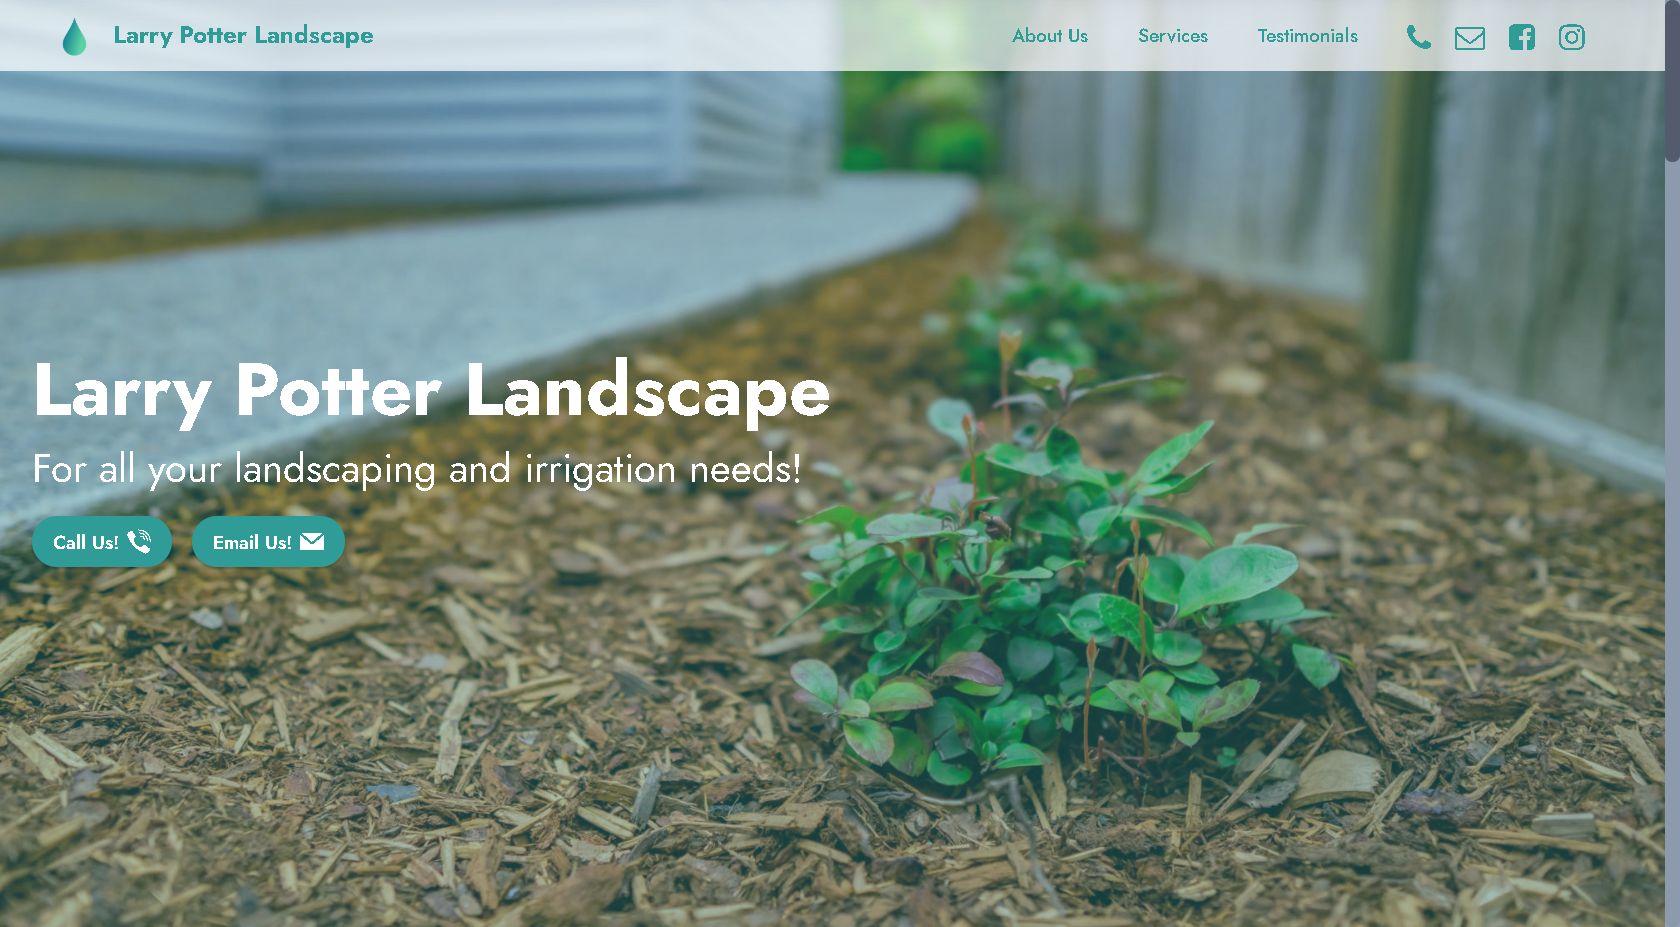 Larry Potter Landscape
About Us
Services
Testimonials
Larry Potter Landscape
For all your landscaping and irrigation needs!
Call Us!
Email Us!